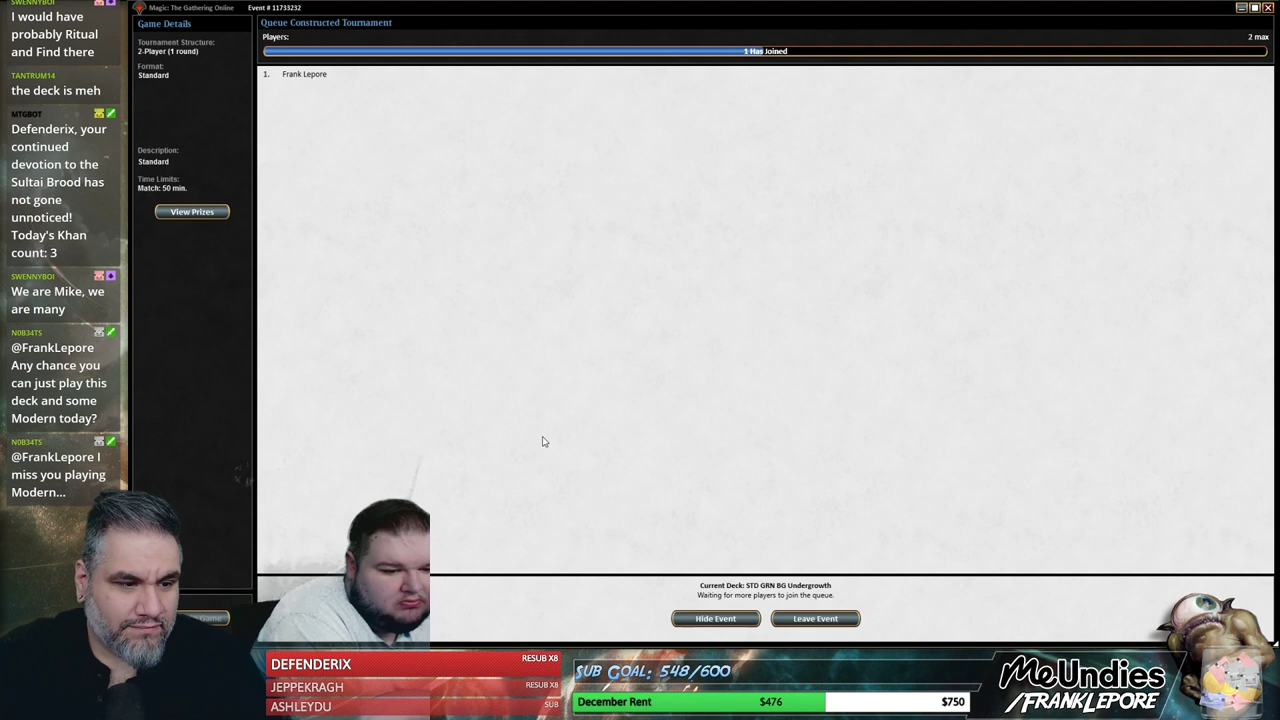 SWENNYBOI
I would have
probably Ritual
and Find there
TANTRUM14
the deck is meh
MTGBOT
Defenderix, your
continued
devotion to the
Sultai Brood has
not gone
unnoticed!
Today's Khan
count: 3
SWENNYBOI
We are Mike, we
are many
N0B34TS
@FrankLepore
Any chance you
can just play this
deck and some
Modern today?
N0B34TS
@FrankLepore I
miss you playing
Modern...
Magic: The Gathering Online
Event # 11733232
Game Details
Tournament Structure:
2-Player (1 round)
Format:
Standard
Description:
Standard
Time Limits:
Match: 50 min.
View Prizes
Game
Queue Constructed Tournament
Players:
1 Has Joined
2 max
1. Frank Lepore
Current Deck: STD GRN BG Undergrowth
Waiting for more players to join the queue.
Hide Event
Leave Event
DEFENDERIX RESUB X8
JEPPEKRAGH RESUB X8
ASHLEYDU SUB
SUB GOAL: 548/600
December Rent $476 $750
MeUndies
/FRANKLEPORE